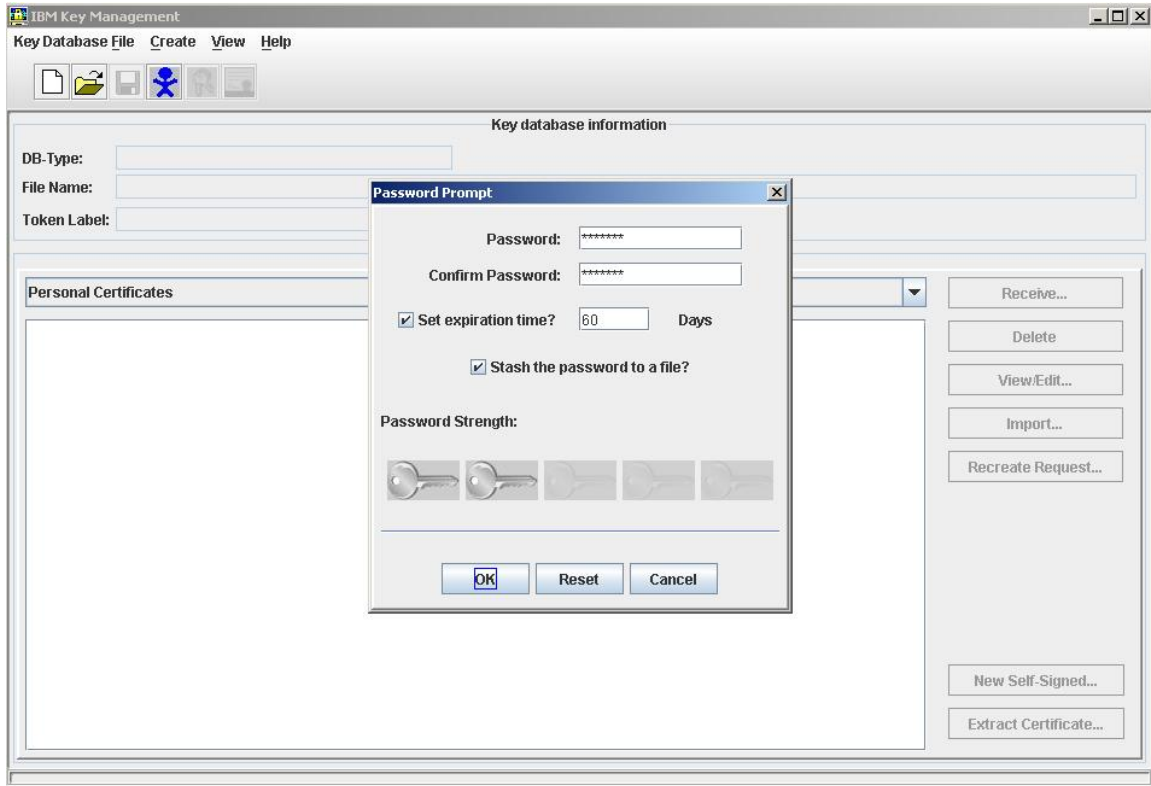 IBM Key Management
Key Database File Create View Help
Key database information
DB-Type:
File Name:
Token Label:
Password Prompt
Password: *******
Confirm Password: *******
Set expiration time? 60 Days
Stash the password to a file?
Password Strength:
OK Reset Cancel
Personal Certificates
Receive...
Delete
View/Edit...
Import...
Recreate Request...
New Self-Signed...
Extract Certificate...